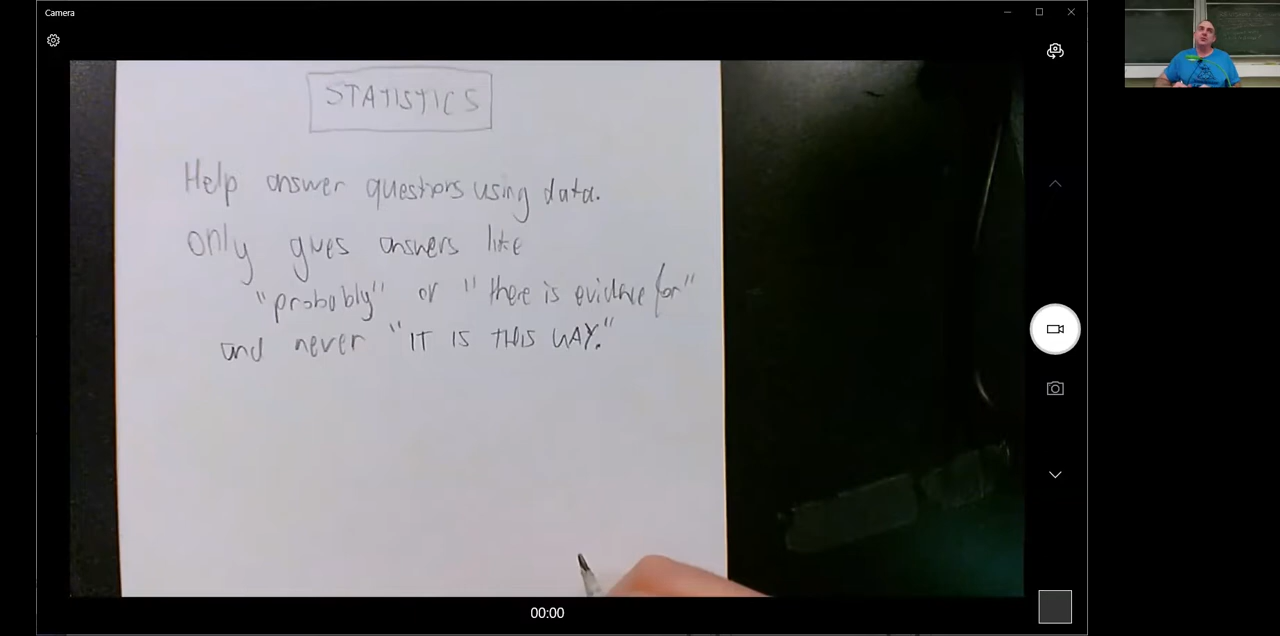 Camera
STATISTICS
Help answer questions using data.
only gives answers like
"probably" or "there is evidence for"
and never "IT IS THIS WAY."
00:00